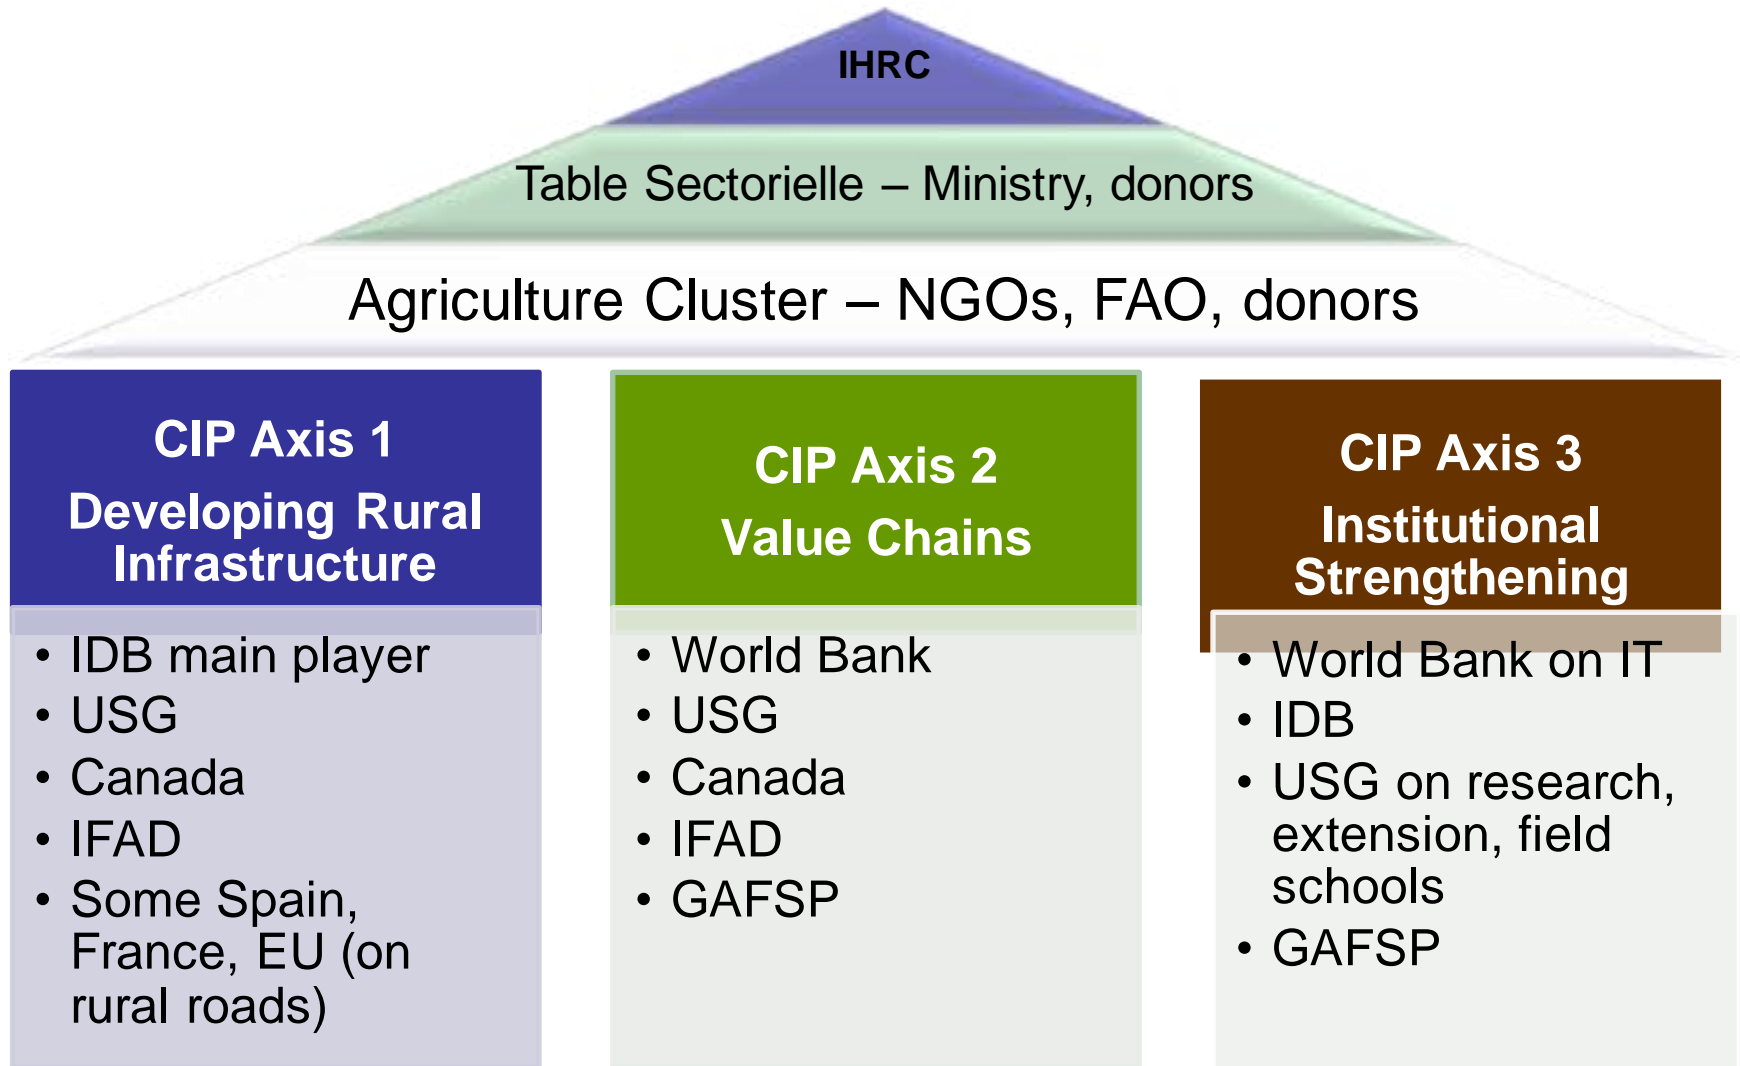 IHRC
Table Sectorielle – Ministry, donors
Agriculture Cluster – NGOs, FAO, donors
CIP Axis 1
Developing Rural
Infrastructure
• IDB main player
• USG
• Canada
• IFAD
• Some Spain,
France, EU (on
rural roads)
CIP Axis 2
Value Chains
• World Bank
• USG
• Canada
• IFAD
• GAFSP
CIP Axis 3
Institutional
Strengthening
• World Bank on IT
• IDB
• USG on research,
extension, field
schools
• GAFSP